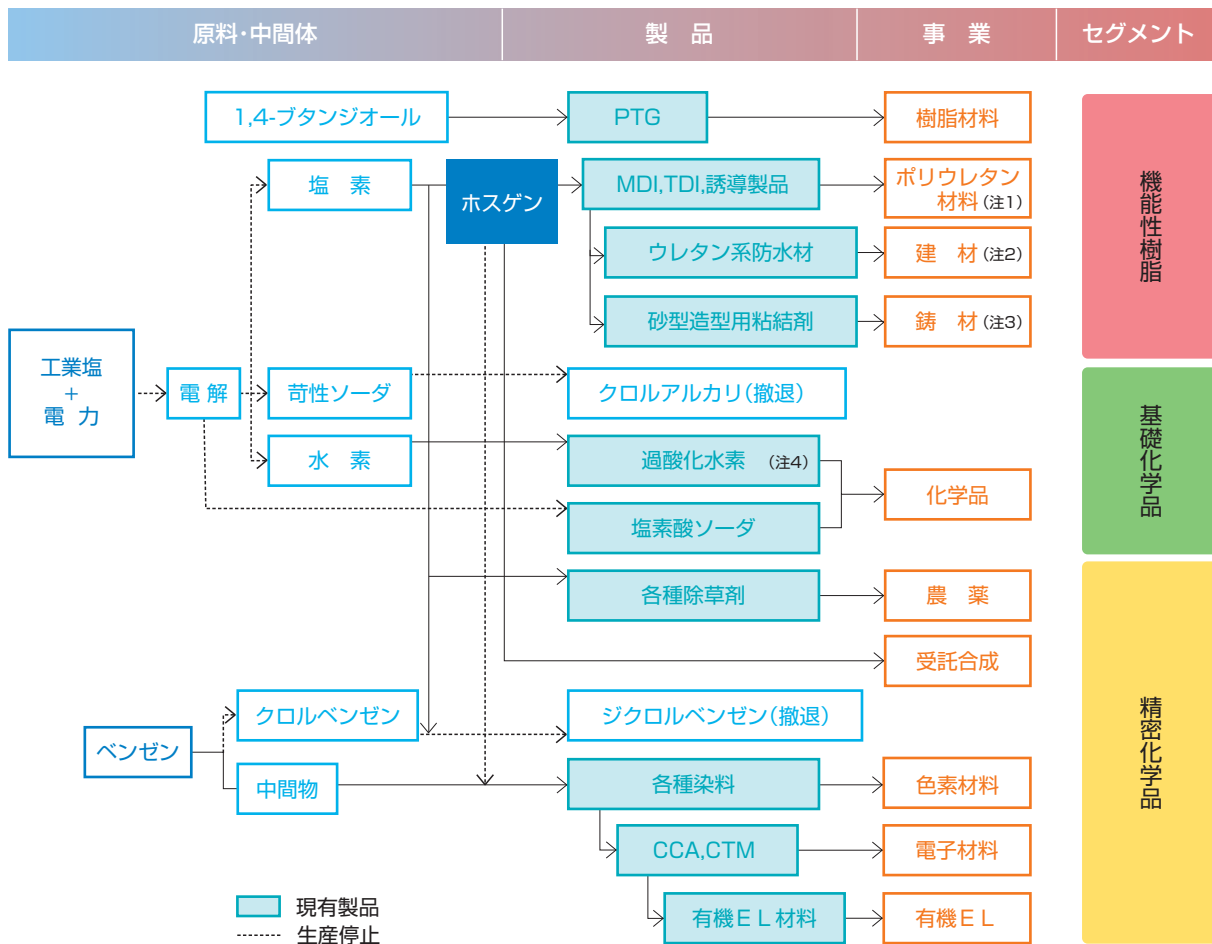 原料・中間体
製 品
事 業
セグメント
1,4-ブタンジオール
PTG
樹脂材料
塩 素
ホスゲン
MDI,TDI,誘導製品
ポリウレタン
材料(注1)
ウレタン系防水材
建 材(注2)
砂型造型用粘結剤
鋳 材(注3)
機能性樹脂
工業塩
+
電 力
電 解
苛性ソーダ
クロルアルカリ(撤退)
水 素
過酸化水素 (注4)
化学品
塩素酸ソーダ
基礎化学品
各種除草剤
農 薬
受託合成
クロルベンゼン
ジクロルベンゼン(撤退)
ベンゼン
中間物
各種染料
色素材料
CCA,CTM
電子材料
有機EL材料
有機EL
精密化学品
現有製品
生産停止